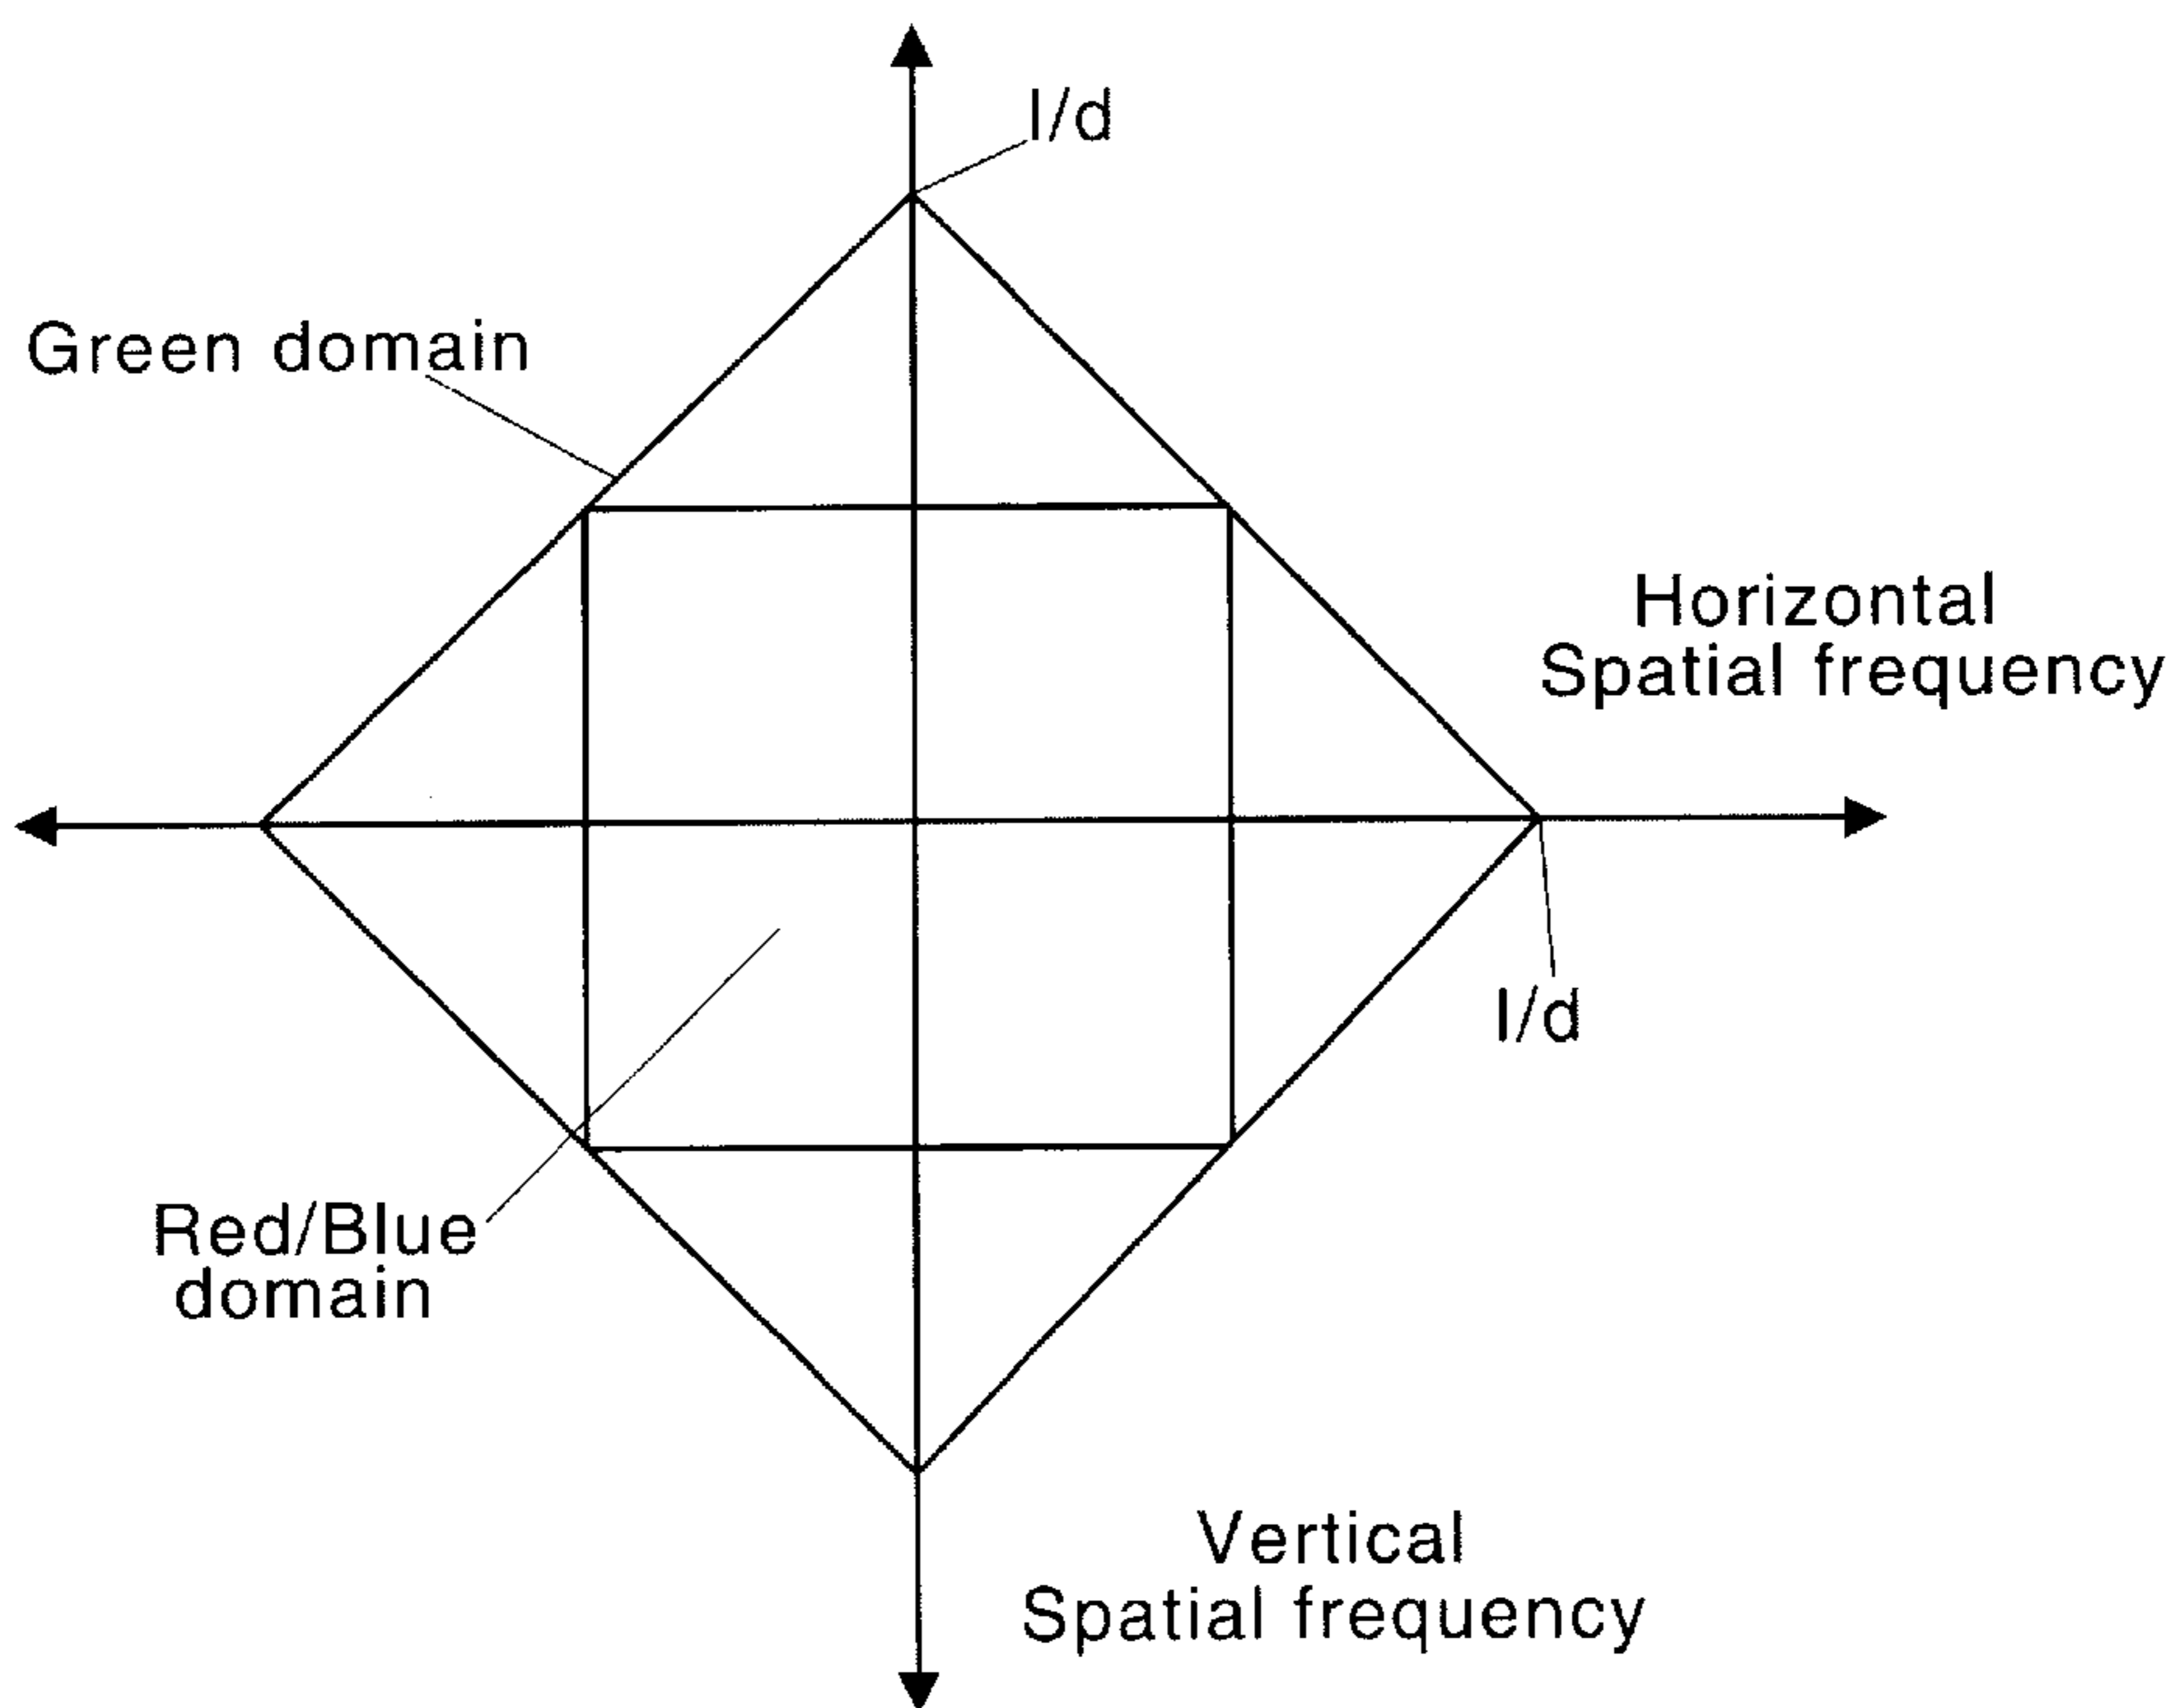 I/d
Green domain
Horizontal
Spatial frequency
I/d
Red/Blue
domain
Vertical
Spatial frequency